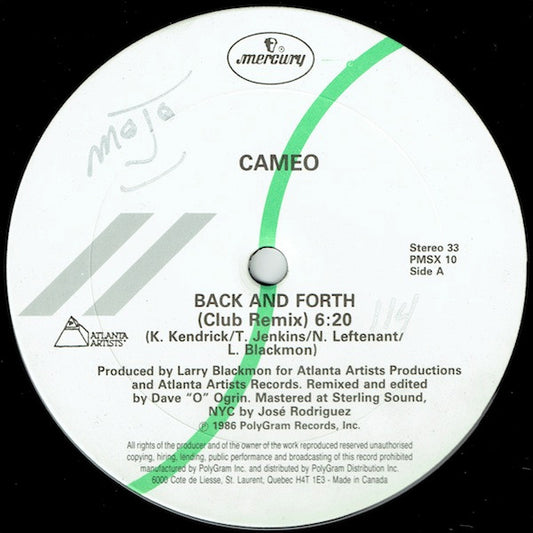 mercury ®
mojo
CAMEO
Stereo 33
PMSX 10
Side A
BACK AND FORTH
(Club Remix) 6:20
114
(K. Kendrick/T. Jenkins/N. Leftenant/
L. Blackmon)
ATLANTA
ARTISTS™
Produced by Larry Blackmon for Atlanta Artists Productions
and Atlanta Artists Records. Remixed and edited
by Dave "O" Ogrin. Mastered at Sterling Sound,
NYC by José Rodriguez
℗ 1986 PolyGram Records, Inc.
All rights of the producer and of the owner of the work reproduced reserved unauthorised
copying, hiring, lending, public performance and broadcasting of this record prohibited
manufactured by PolyGram Inc. and distributed by PolyGram Distribution Inc.
6000 Cote de Liesse, St. Laurent, Quebec H4T 1E3 - Made in Canada